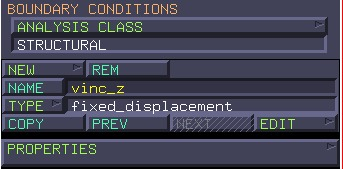 BOUNDARY CONDITIONS
ANALYSIS CLASS
STRUCTURAL
NEW REM
NAME vinc_z
TYPE fixed_displacement
COPY PREV NEXT EDIT
PROPERTIES